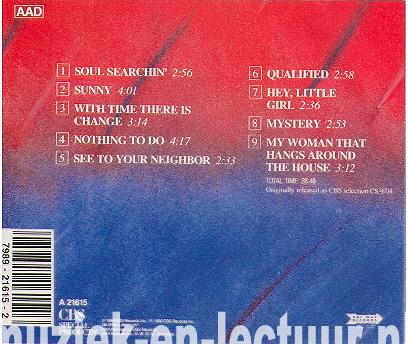 AAD
1 SOUL SEARCHIN' 2:56
2 SUNNY 4:01
3 WITH TIME THERE IS
CHANGE 3:14
4 NOTHING TO DO 4:17
5 SEE TO YOUR NEIGHBOR 2:33
6 QUALIFIED 2:58
7 HEY, LITTLE
GIRL 2:36
8 MYSTERY 2:53
9 MY WOMAN THAT
HANGS AROUND
THE HOUSE 3:12
TOTAL TIME: 28:48
Originally released as CBS selection CS 9714
7989 - 21615 - 2
A 21615
CBS
SPECIAL
PRODUCTS
muziek-en-lectuur.n